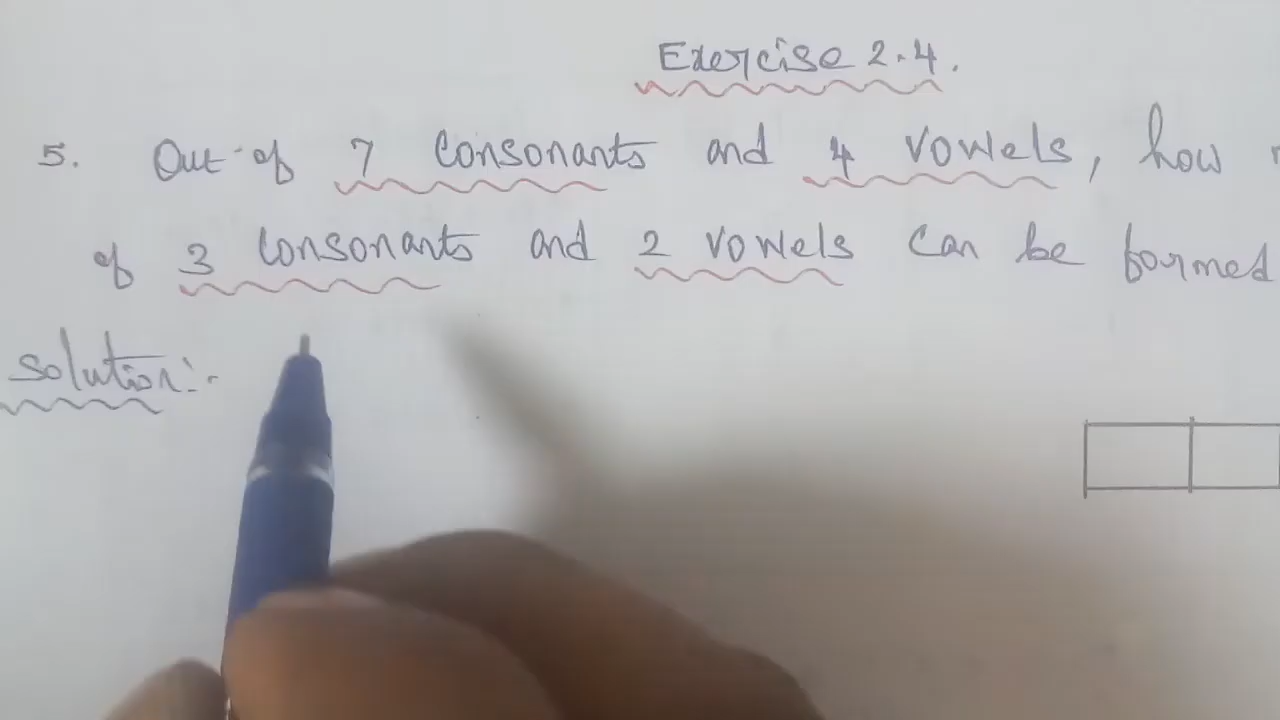 Exercise 2.4.
5. Out of 7 consonants and 4 vowels, how
of 3 consonants and 2 vowels can be formed
Solution:-